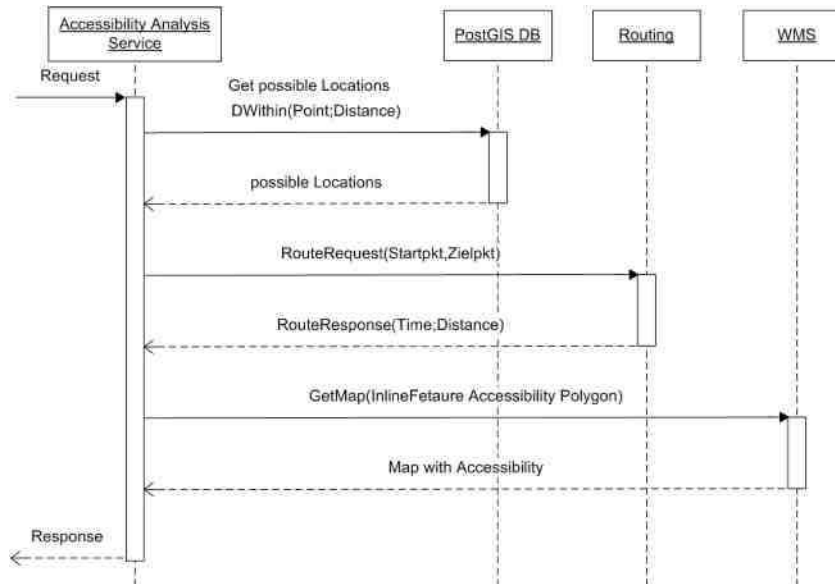 Accessibility Analysis
Service
PostGIS DB
Routing
WMS
Request
Get possible Locations
DWithin(Point;Distance)
possible Locations
RouteRequest(Startpkt,Zielpkt)
RouteResponse(Time;Distance)
GetMap(InlineFetaure Accessibility Polygon)
Map with Accessibility
Response